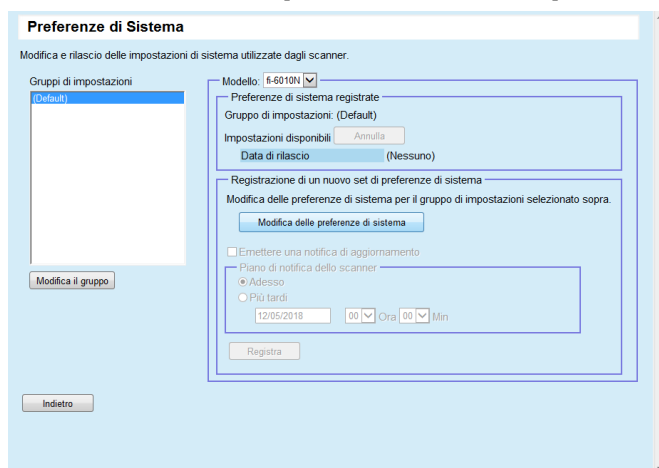 Preferenze di Sistema
Modifica e rilascio delle impostazioni di sistema utilizzate dagli scanner.
Gruppi di impostazioni
(Default)
Modifica il gruppo
Modello: fi-6010N
Preferenze di sistema registrate
Gruppo di impostazioni: (Default)
Impostazioni disponibili Annulla
Data di rilascio (Nessuno)
Registrazione di un nuovo set di preferenze di sistema
Modifica delle preferenze di sistema per il gruppo di impostazioni selezionato sopra.
Modifica delle preferenze di sistema
Emettere una notifica di aggiornamento
Piano di notifica dello scanner
Adesso
Più tardi
12/05/2018 00 Ora 00 Min
Registra
Indietro